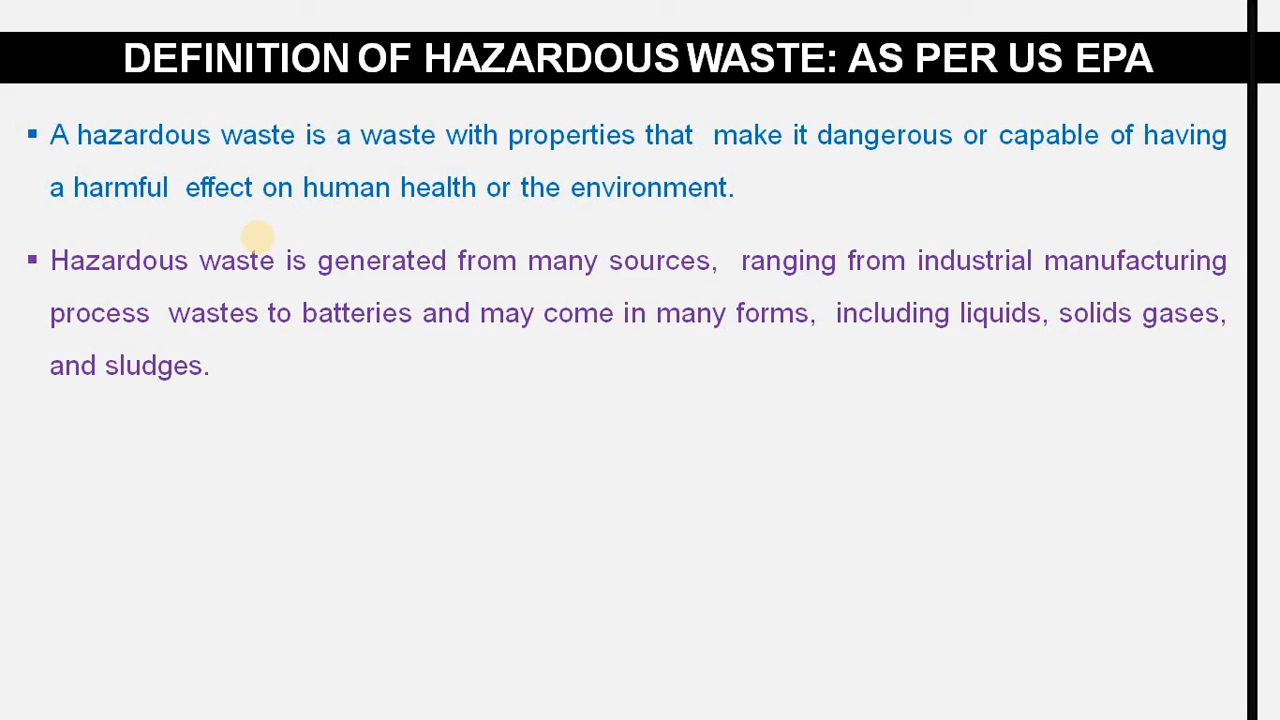 DEFINITION OF HAZARDOUS WASTE: AS PER US EPA
▪ A hazardous waste is a waste with properties that make it dangerous or capable of having
a harmful effect on human health or the environment.
▪ Hazardous waste is generated from many sources, ranging from industrial manufacturing
process wastes to batteries and may come in many forms, including liquids, solids gases,
and sludges.